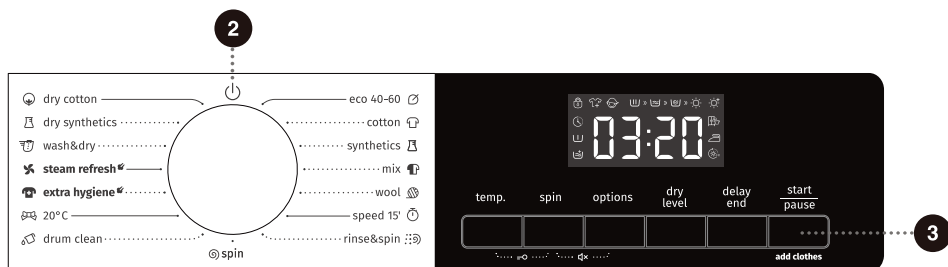 2
dry cotton
dry synthetics
wash&dry
steam refresh
extra hygiene
20°C
drum clean
eco 40-60
cotton
synthetics
mix
wool
speed 15'
rinse&spin
spin
03:20
temp.
spin
options
dry
level
delay
end
start
pause
add clothes
3